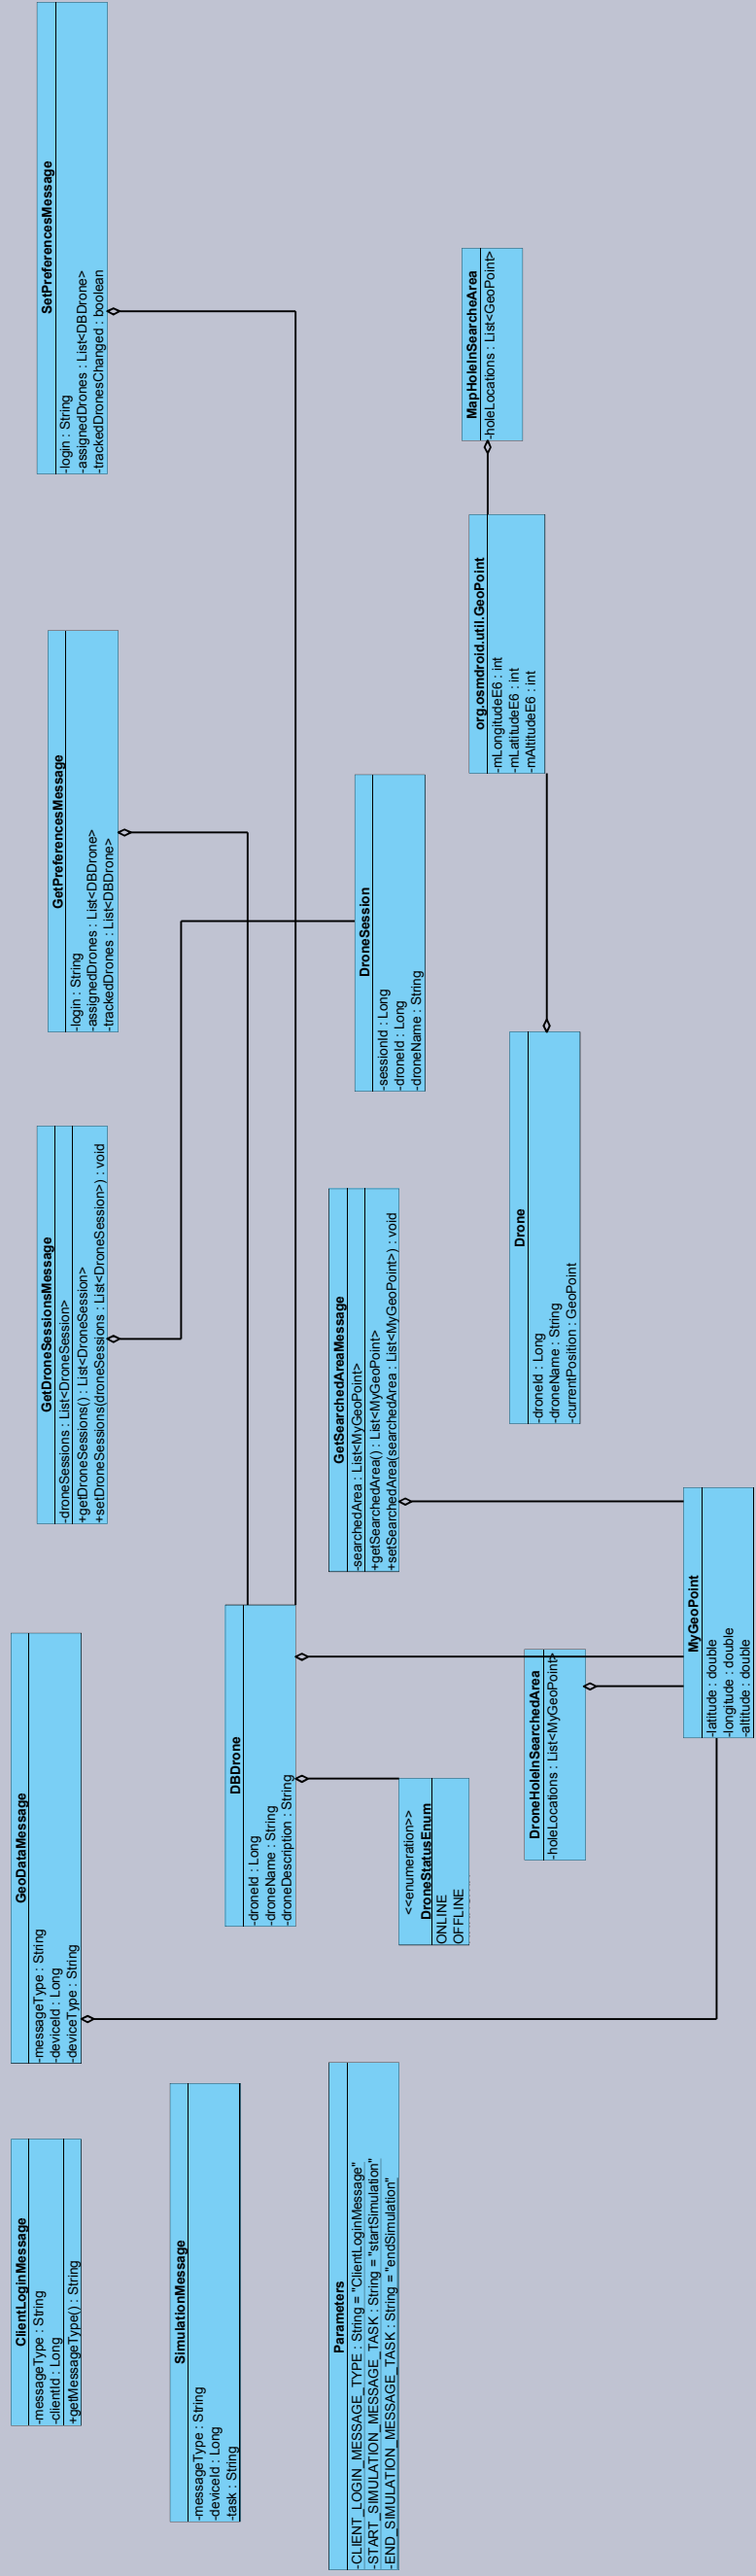 ClientLoginMessage
-messageType : String
-clientId : Long
+getMessageType() : String
GeoDataMessage
-messageType : String
-deviceId : Long
-deviceType : String
GetDroneSessionsMessage
-droneSessions : List<DroneSession>
+getDroneSessions() : List<DroneSession>
+setDroneSessions(droneSessions : List<DroneSession>) : void
GetPreferencesMessage
-login : String
-assignedDrones : List<DBDrone>
-trackedDrones : List<DBDrone>
SetPreferencesMessage
-login : String
-assignedDrones : List<DBDrone>
-trackedDronesChanged : boolean
SimulationMessage
-messageType : String
-deviceId : Long
-task : String
DBDrone
-droneId : Long
-droneName : String
-droneDescription : String
Parameters
-CLIENT_LOGIN_MESSAGE_TYPE : String = "ClientLoginMessage"
-START_SIMULATION_MESSAGE_TASK : String = "startSimulation"
-END_SIMULATION_MESSAGE_TASK : String = "endSimulation"
<<enumeration>>
DroneStatusEnum
ONLINE
OFFLINE
GetSearchedAreaMessage
-searchedArea : List<MyGeoPoint>
+getSearchedArea() : List<MyGeoPoint>
+setSearchedArea(searchedArea : List<MyGeoPoint>) : void
DroneSession
-sessionId : Long
-droneId : Long
-droneName : String
DroneHoleInSearchedArea
-holeLocations : List<MyGeoPoint>
Drone
-droneId : Long
-droneName : String
-currentPosition : GeoPoint
org.osmdroid.util.GeoPoint
-mLongitudeE6 : int
-mLatitudeE6 : int
-mAltitudeE6 : int
MapHoleInSearcheArea
-holeLocations : List<GeoPoint>
MyGeoPoint
-latitude : double
-longitude : double
-altitude : double